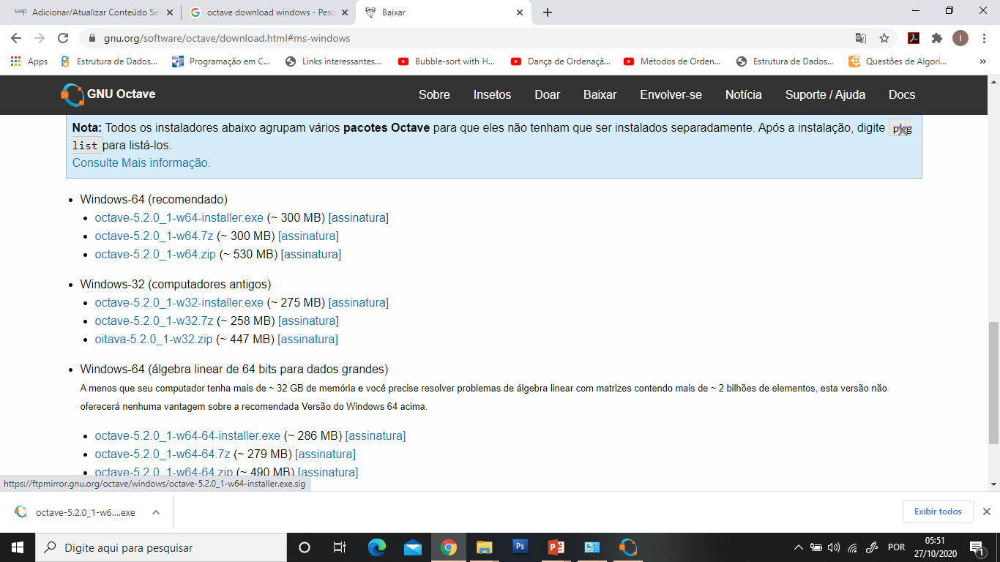 suap Adicionar/Atualizar Conteúdo Se octave download windows - Pesq Baixar
gnu.org/software/octave/download.html#ms-windows
I
Apps Estrutura de Dados... Programação em C... Links interessantes... Bubble-sort with H... Dança de Ordenaçã... Métodos de Orden... Estrutura de Dados... Questões de Algori... »
GNU Octave Sobre Insetos Doar Baixar Envolver-se Notícia Suporte / Ajuda Docs
Nota: Todos os instaladores abaixo agrupam vários pacotes Octave para que eles não tenham que ser instalados separadamente. Após a instalação, digite pkg
list para listá-los.
Consulte Mais informação.
• Windows-64 (recomendado)
• octave-5.2.0_1-w64-installer.exe (~ 300 MB) [assinatura]
• octave-5.2.0_1-w64.7z (~ 300 MB) [assinatura]
• octave-5.2.0_1-w64.zip (~ 530 MB) [assinatura]
• Windows-32 (computadores antigos)
• octave-5.2.0_1-w32-installer.exe (~ 275 MB) [assinatura]
• octave-5.2.0_1-w32.7z (~ 258 MB) [assinatura]
• oitava-5.2.0_1-w32.zip (~ 447 MB) [assinatura]
• Windows-64 (álgebra linear de 64 bits para dados grandes)
A menos que seu computador tenha mais de ~ 32 GB de memória e você precise resolver problemas de álgebra linear com matrizes contendo mais de ~ 2 bilhões de elementos, esta versão não
oferecerá nenhuma vantagem sobre a recomendada Versão do Windows 64 acima.
• octave-5.2.0_1-w64-64-installer.exe (~ 286 MB) [assinatura]
• octave-5.2.0_1-w64-64.7z (~ 279 MB) [assinatura]
• octave-5.2.0_1-w64-64.zip (~ 490 MB) [assinatura]
https://ftpmirror.gnu.org/octave/windows/octave-5.2.0_1-w64-installer.exe.sig
octave-5.2.0_1-w6....exe Exibir todos
Digite aqui para pesquisar Ps POR 05:51
27/10/2020 1